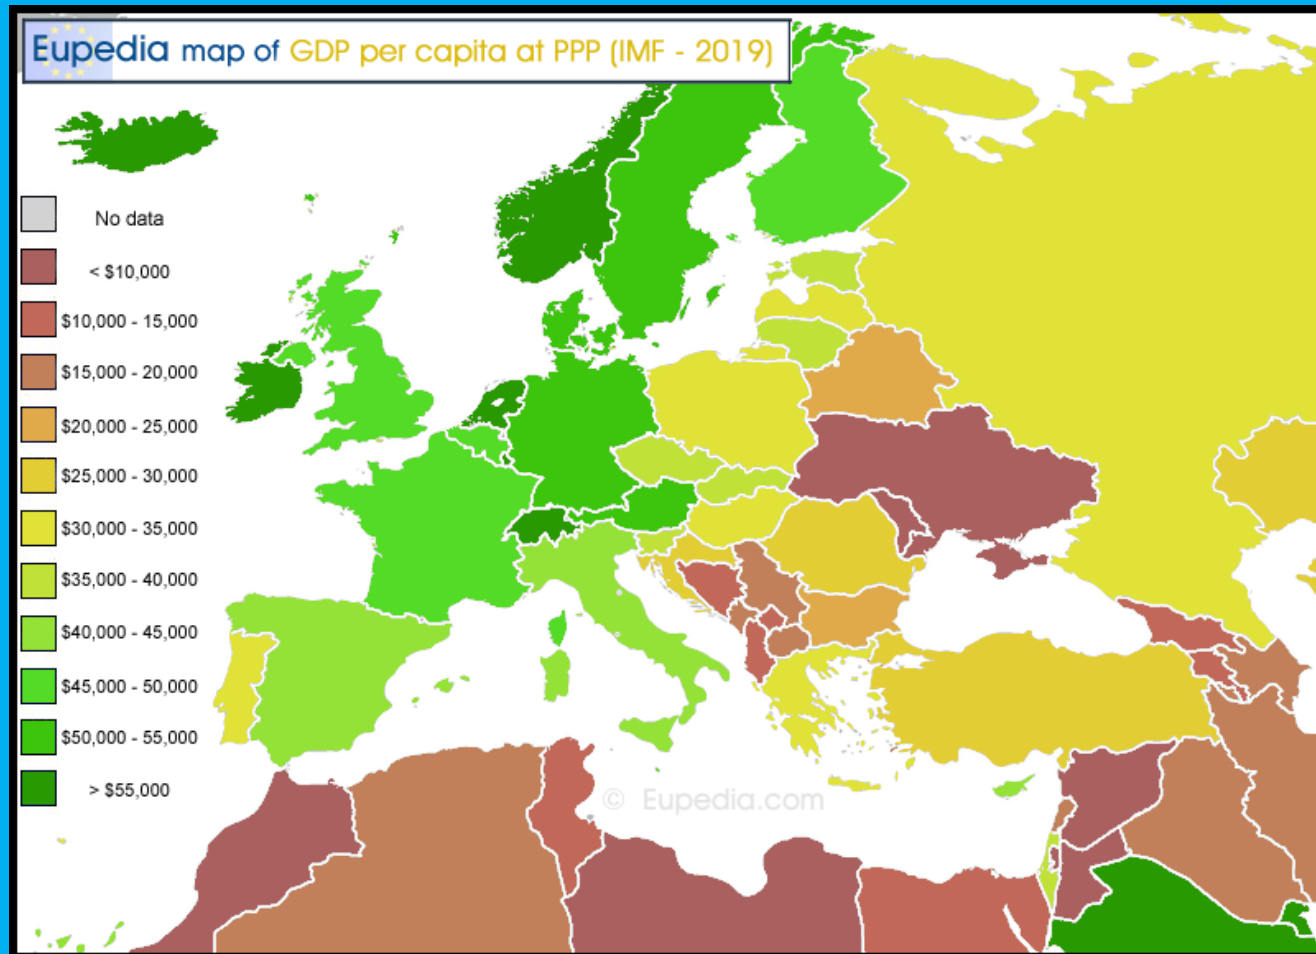 Eupedia map of GDP per capita at PPP (IMF - 2019)
No data
< $10,000
$10,000 - 15,000
$15,000 - 20,000
$20,000 - 25,000
$25,000 - 30,000
$30,000 - 35,000
$35,000 - 40,000
$40,000 - 45,000
$45,000 - 50,000
$50,000 - 55,000
> $55,000
© Eupedia.com